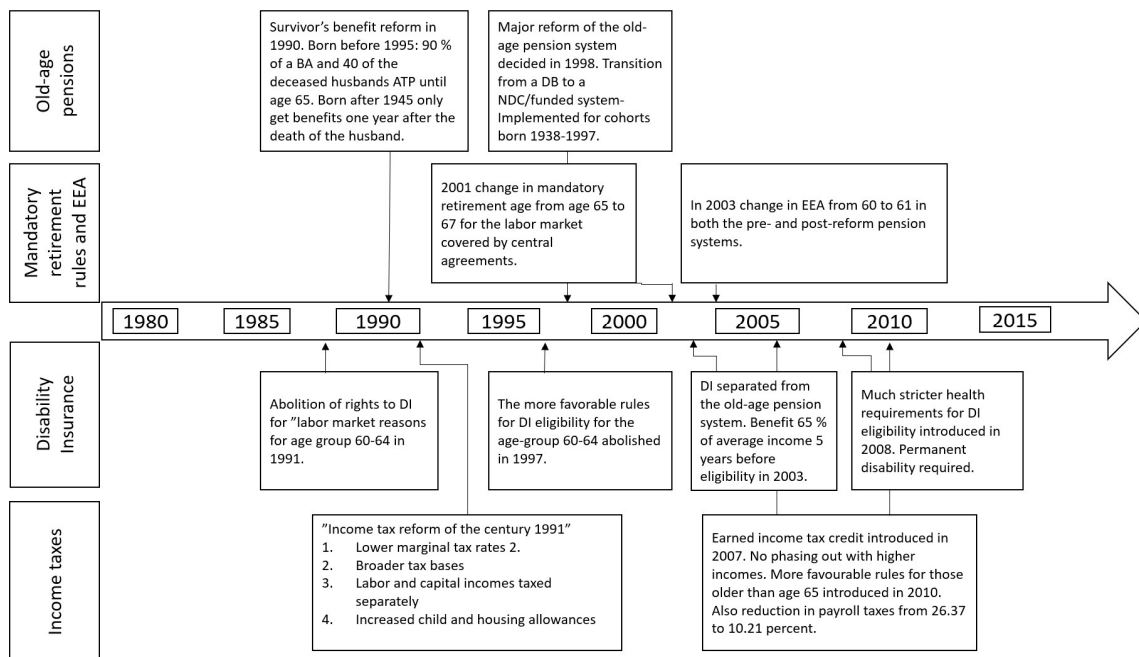 Old-age
pensions
Survivor's benefit reform in
1990. Born before 1995: 90 %
of a BA and 40 of the
deceased husbands ATP until
age 65. Born after 1945 only
get benefits one year after the
death of the husband.
Major reform of the old-
age pension system
decided in 1998. Transition
from a DB to a
NDC/funded system-
Implemented for cohorts
born 1938-1997.
Mandatory
retirement
rules and EEA
2001 change in mandatory
retirement age from age 65 to
67 for the labor market
covered by central
agreements.
In 2003 change in EEA from 60 to 61 in
both the pre- and post-reform pension
systems.
1980
1985
1990
1995
2000
2005
2010
2015
Disability
Insurance
Abolition of rights to DI
for ”labor market reasons
for age group 60-64 in
1991.
The more favorable rules
for DI eligibility for the
age-group 60-64 abolished
in 1997.
DI separated from
the old-age pension
system. Benefit 65 %
of average income 5
years before
eligibility in 2003.
Much stricter health
requirements for DI
eligibility introduced in
2008. Permanent
disability required.
Income taxes
”Income tax reform of the century 1991”
1. Lower marginal tax rates 2.
2. Broader tax bases
3. Labor and capital incomes taxed
separately
4. Increased child and housing allowances
Earned income tax credit introduced in
2007. No phasing out with higher
incomes. More favourable rules for those
older than age 65 introduced in 2010.
Also reduction in payroll taxes from 26.37
to 10.21 percent.